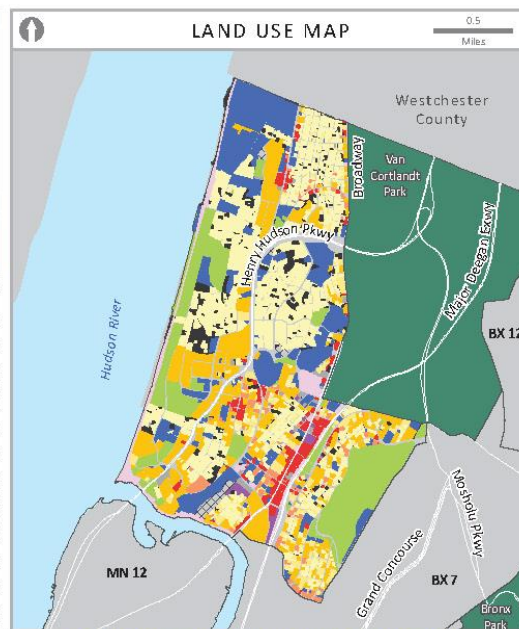 LAND USE MAP
0.5
Miles
Westchester
County
Broadway
Van
Cortlandt
Park
Henry Hudson Pkwy
Major Deegan Expwy
Hudson River
BX 12
Mosholu Pkwy
Grand Concourse
MN 12
BX 7
Bronx
Park